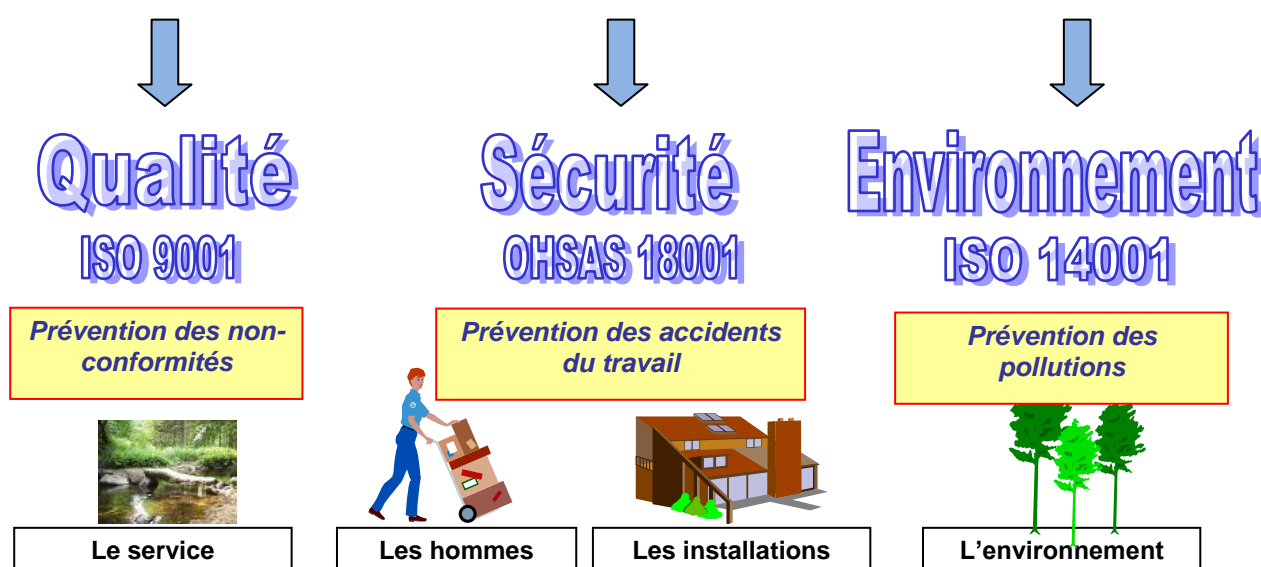 Qualité
Sécurité
Environnement
ISO 9001
OHSAS 18001
ISO 14001
Prévention des non-
conformités
Prévention des accidents
du travail
Prévention des
pollutions
Le service
Les hommes
Les installations
L’environnement